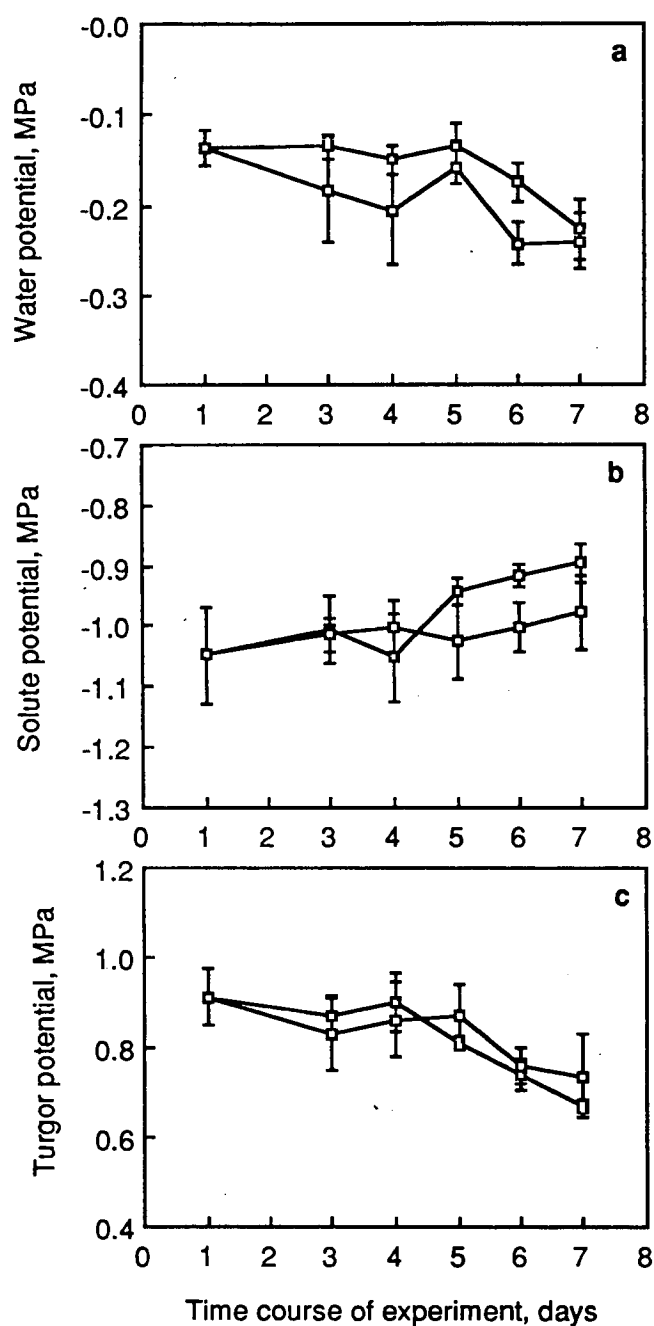 -0.0
a
-0.1
-0.2
-0.3
-0.4
Water potential, MPa
0 1 2 3 4 5 6 7 8
-0.7
b
-0.8
-0.9
-1.0
-1.1
-1.2
-1.3
Solute potential, MPa
0 1 2 3 4 5 6 7 8
1.2
c
1.0
0.8
0.6
0.4
Turgor potential, MPa
0 1 2 3 4 5 6 7 8
Time course of experiment, days